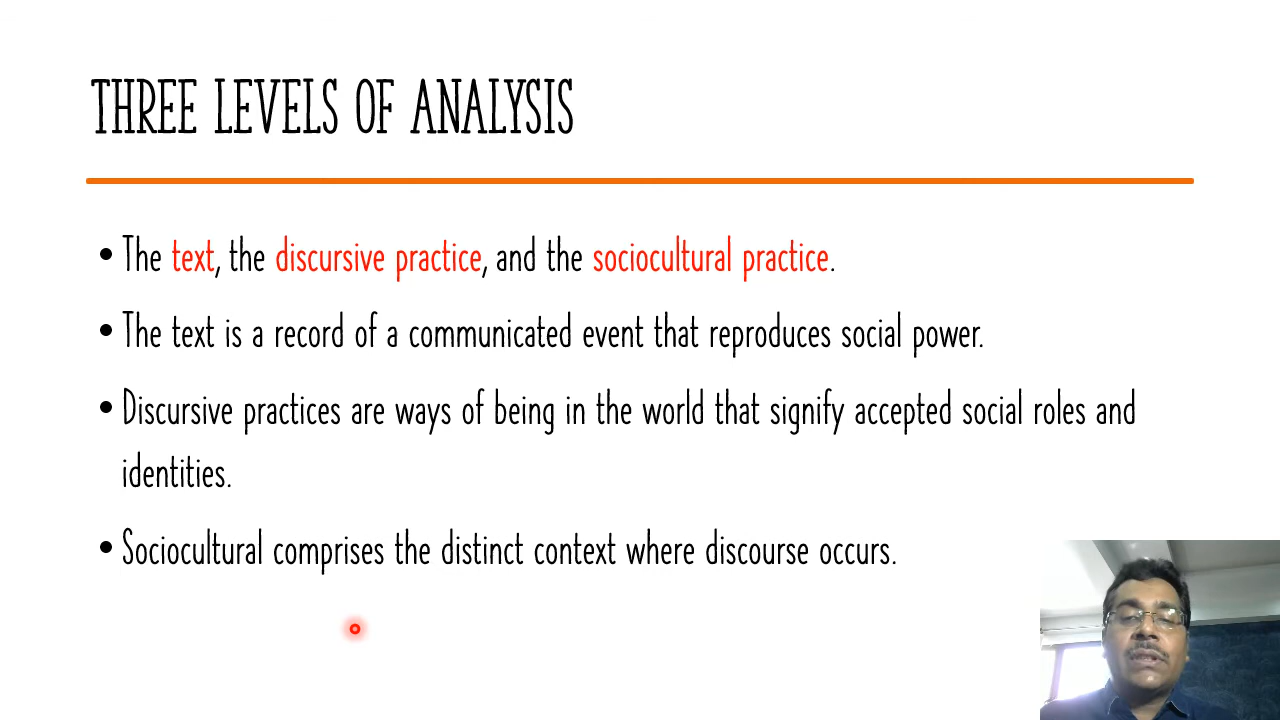 THREE LEVELS OF ANALYSIS
• The text, the discursive practice, and the sociocultural practice.
• The text is a record of a communicated event that reproduces social power.
• Discursive practices are ways of being in the world that signify accepted social roles and
identities.
• Sociocultural comprises the distinct context where discourse occurs.